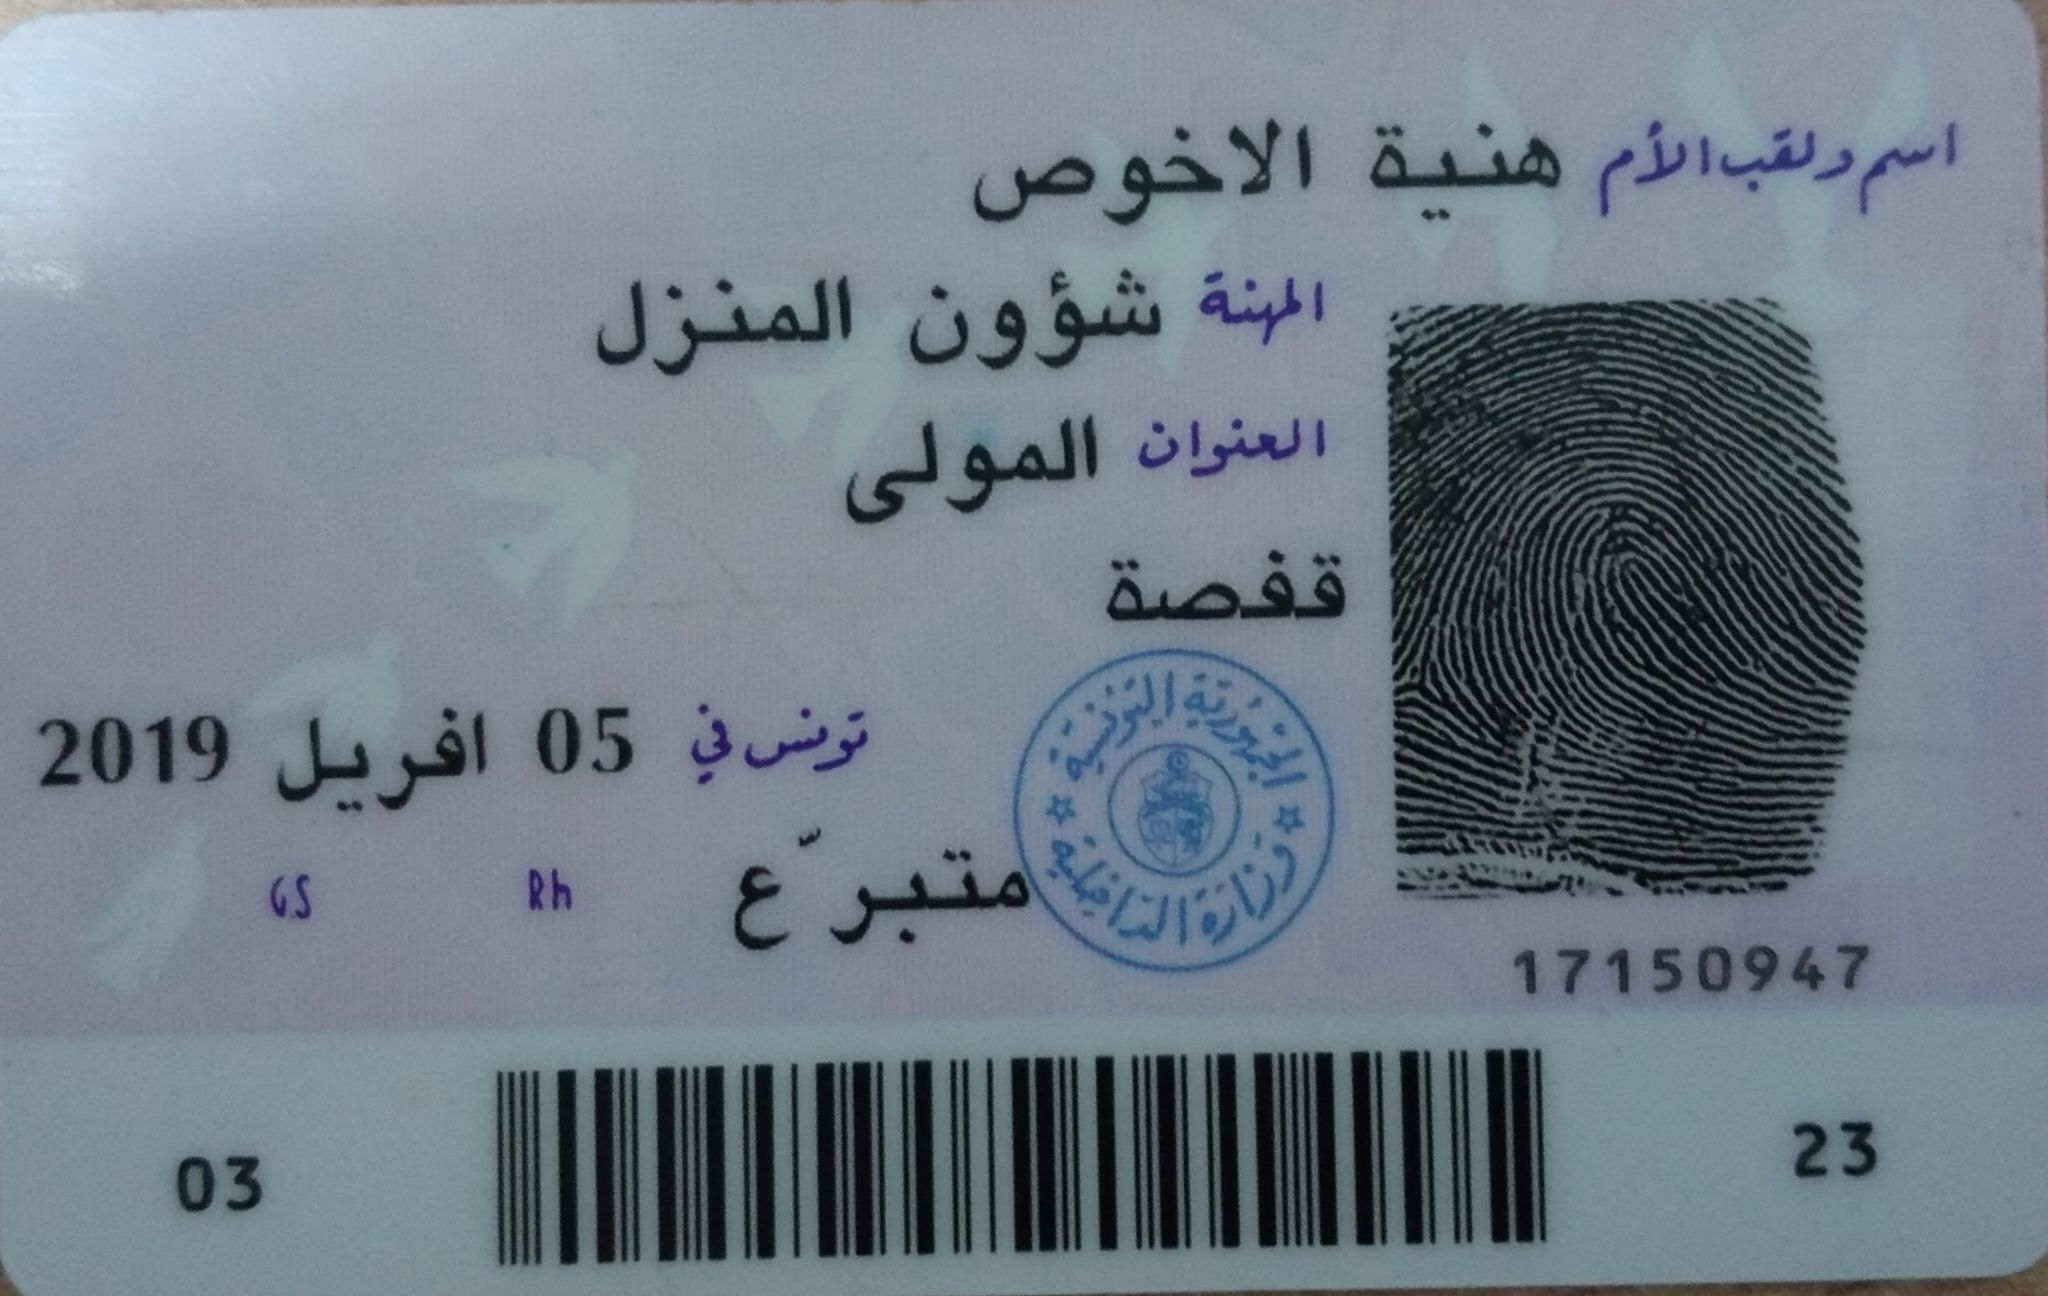 اسم ولقب الأم هنية الاخوص
المهنة شؤون المنزل
العنوان المولى
قفصة
تونس في 05 افريل 2019
متبرّع Rh GS
الجمهورية التونسية
وزارة الداخلية
17150947
03 23